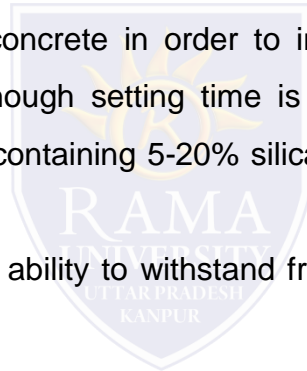 concrete in order to in
hough setting time is
containing 5-20% silica
RAMA
UNIVERSITY
UTTAR PRADESH
KANPUR
ability to withstand fr